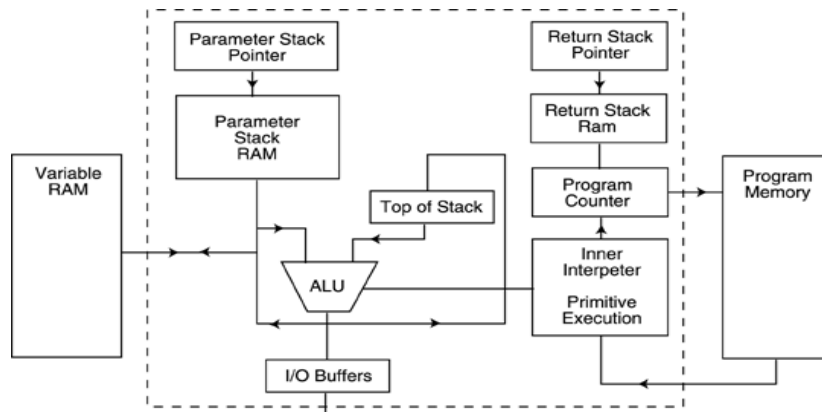 Parameter Stack
Pointer
Return Stack
Pointer
Parameter
Stack
RAM
Return Stack
Ram
Variable
RAM
Top of Stack
Program
Counter
Program
Memory
Inner
Interpeter
Primitive
Execution
ALU
I/O Buffers